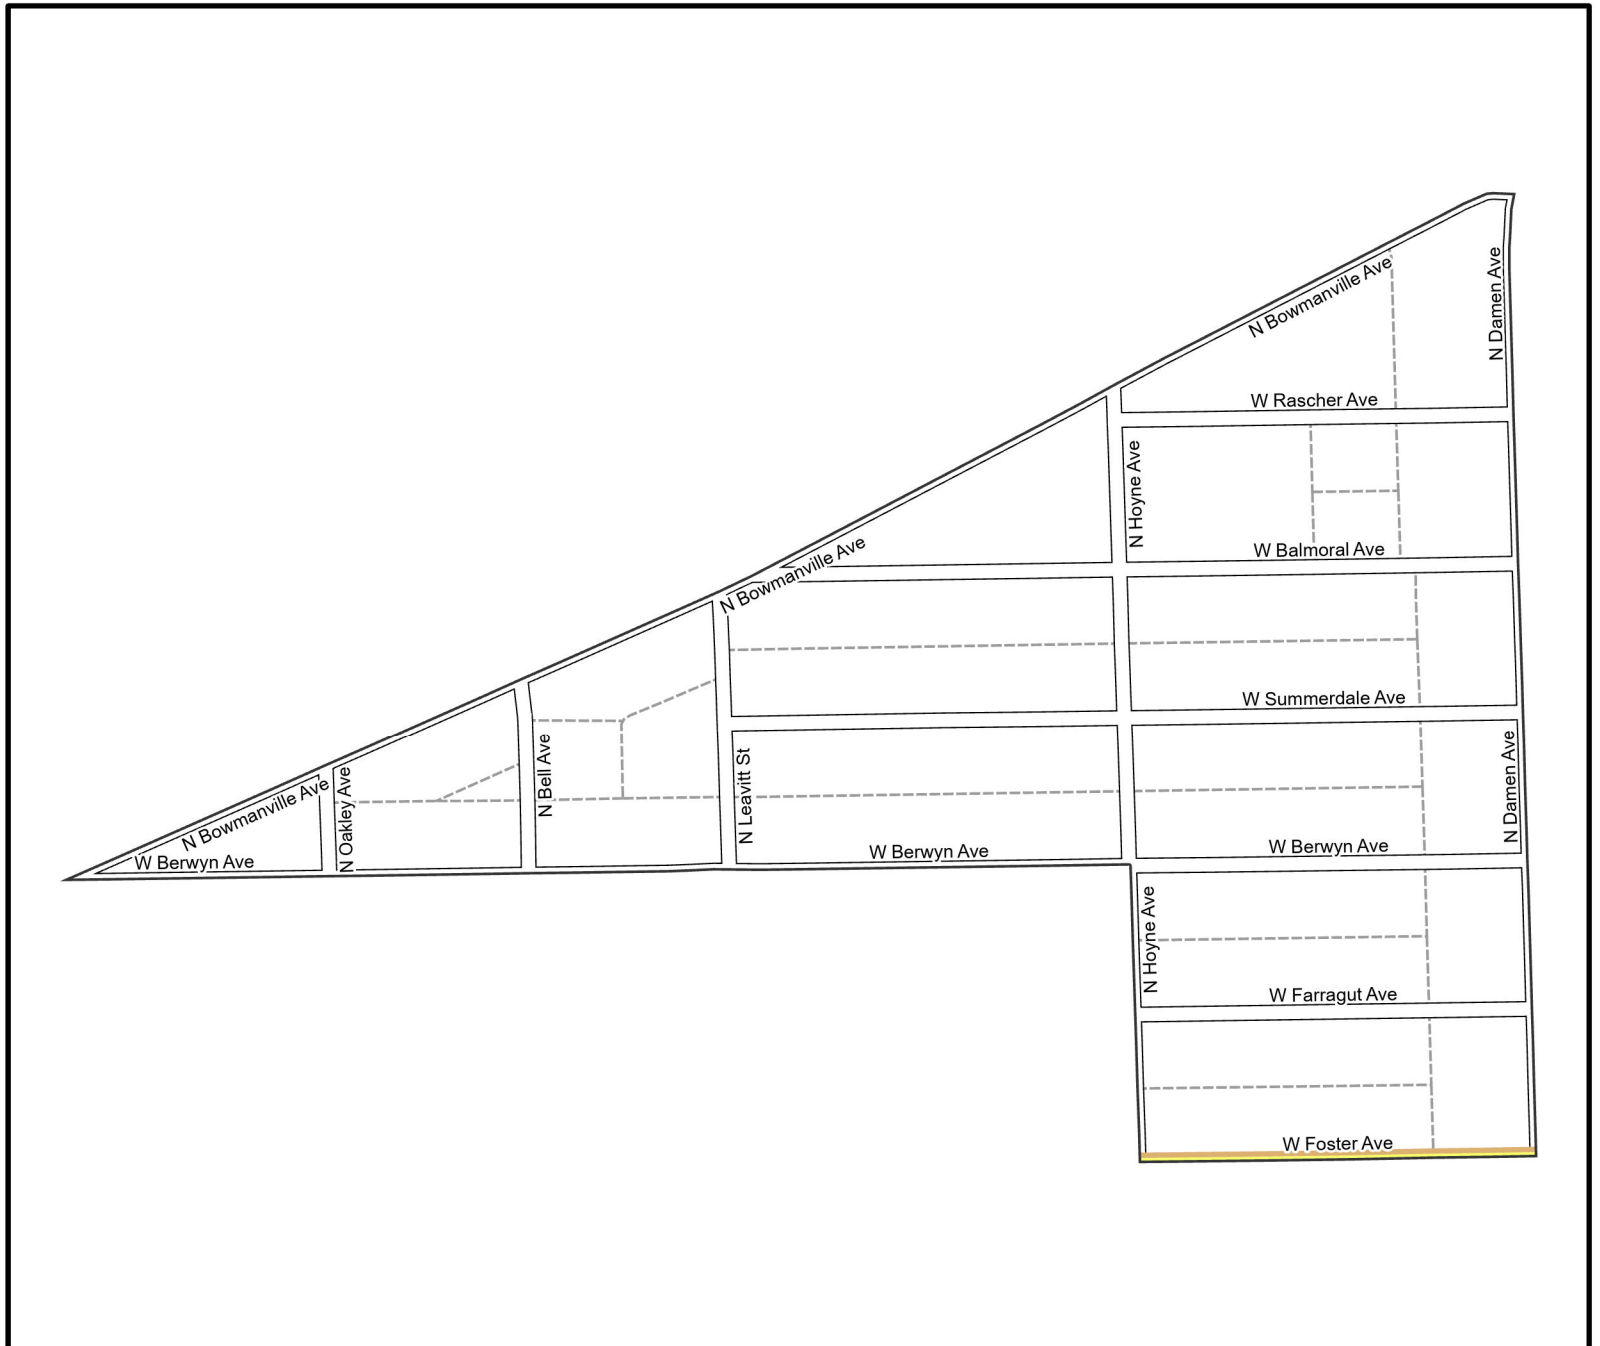 N Damen Ave
N Bowmanville Ave
W Rascher Ave
N Hoyne Ave
W Balmoral Ave
N Bowmanville Ave
W Summerdale Ave
N Bell Ave
N Leavitt St
N Damen Ave
N Oakley Ave
N Bowmanville Ave
W Berwyn Ave
W Berwyn Ave
W Berwyn Ave
N Hoyne Ave
W Farragut Ave
W Foster Ave